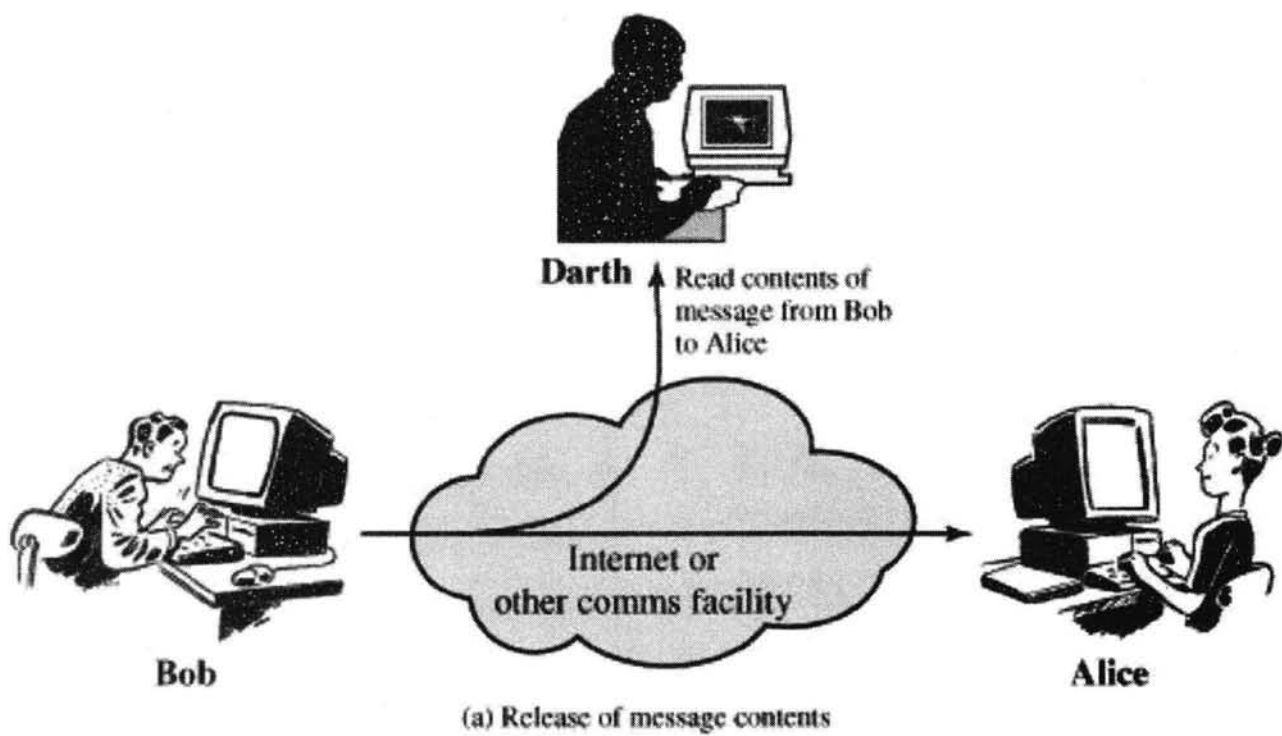 Darth
Read contents of
message from Bob
to Alice
Internet or
other comms facility
Bob
Alice
(a) Release of message contents